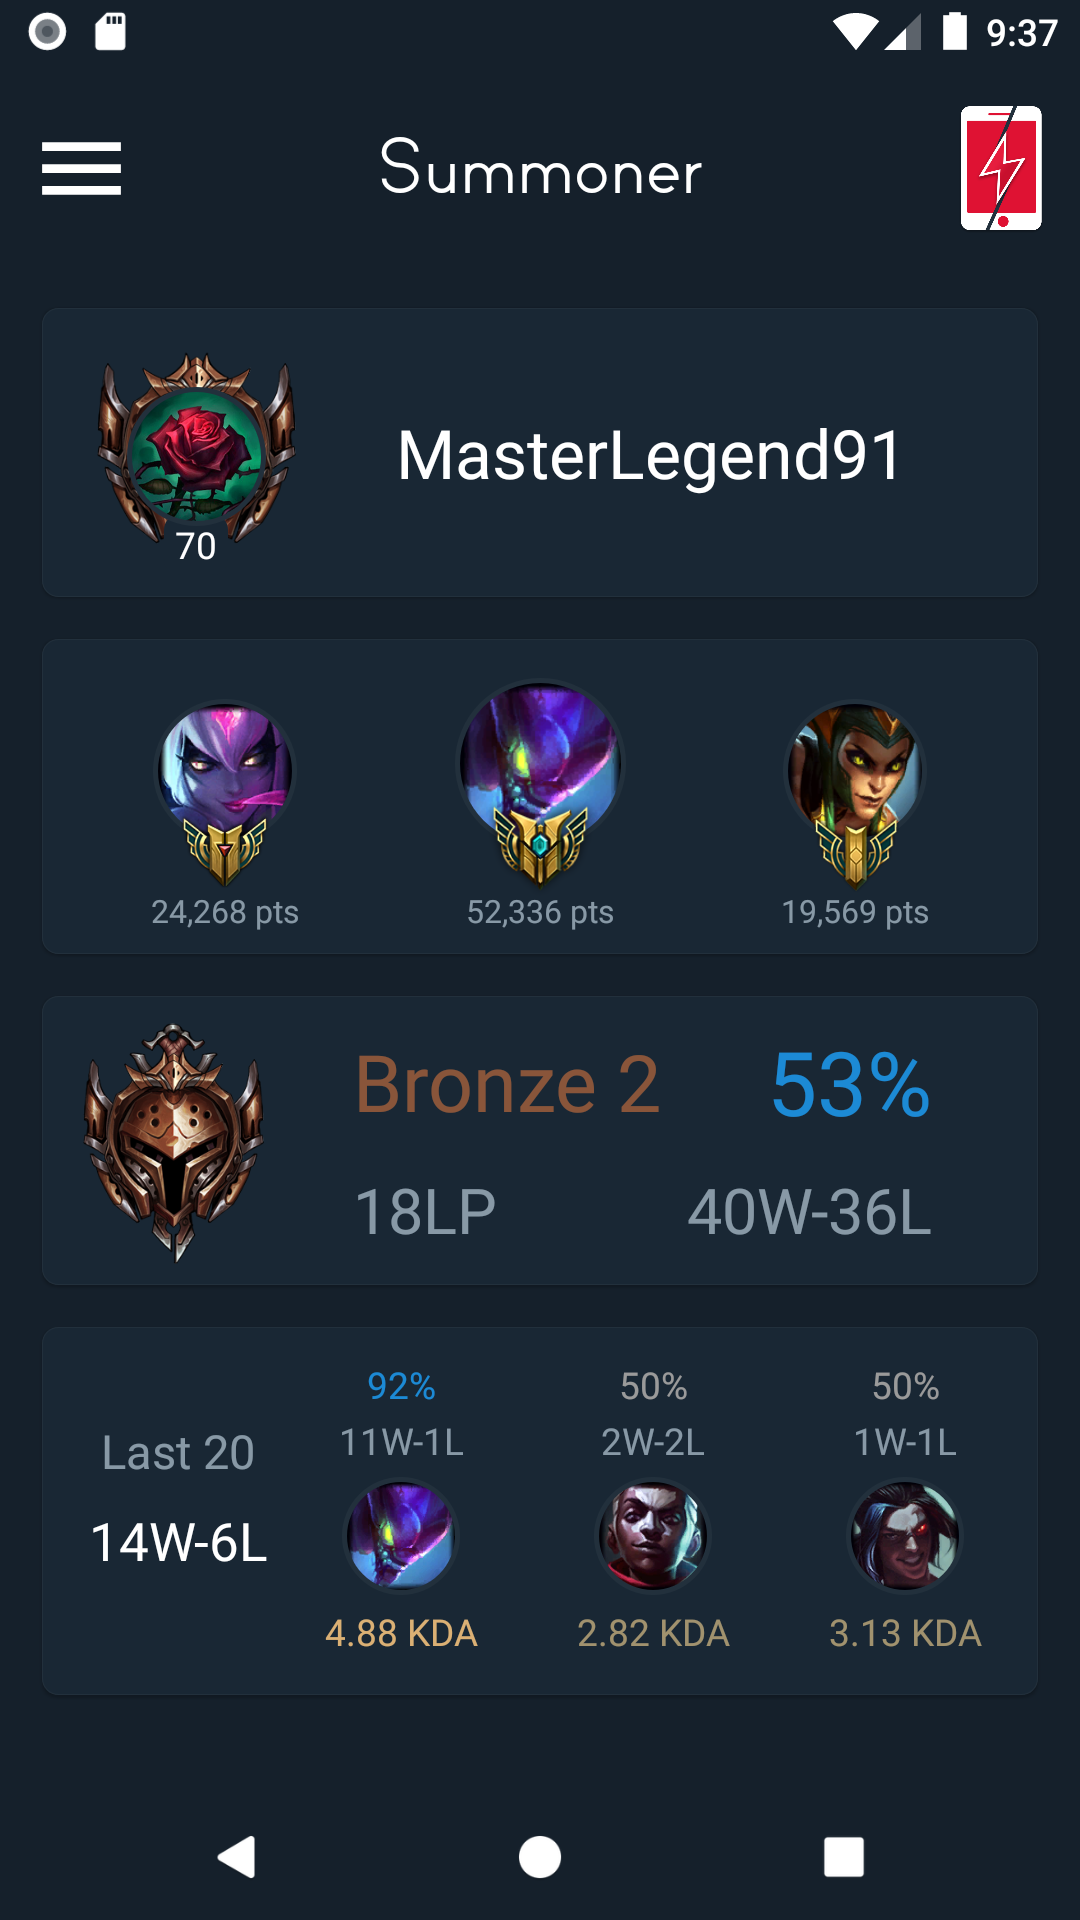 9:37
Summoner
MasterLegend91
70
24,268 pts
52,336 pts
19,569 pts
Bronze 2
53%
18LP
40W-36L
Last 20
14W-6L
92%
50%
50%
11W-1L
2W-2L
1W-1L
4.88 KDA
2.82 KDA
3.13 KDA